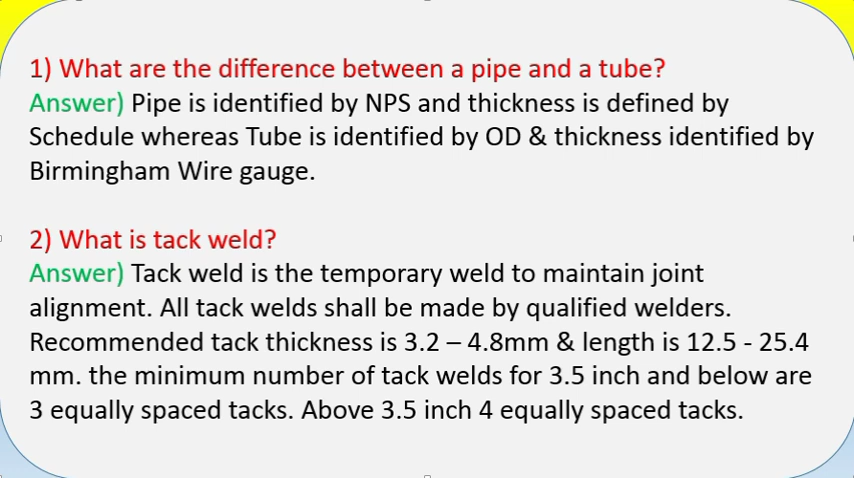 1) What are the difference between a pipe and a tube?
Answer) Pipe is identified by NPS and thickness is defined by
Schedule whereas Tube is identified by OD & thickness identified by
Birmingham Wire gauge.
2) What is tack weld?
Answer) Tack weld is the temporary weld to maintain joint
alignment. All tack welds shall be made by qualified welders.
Recommended tack thickness is 3.2 – 4.8mm & length is 12.5 - 25.4
mm. the minimum number of tack welds for 3.5 inch and below are
3 equally spaced tacks. Above 3.5 inch 4 equally spaced tacks.